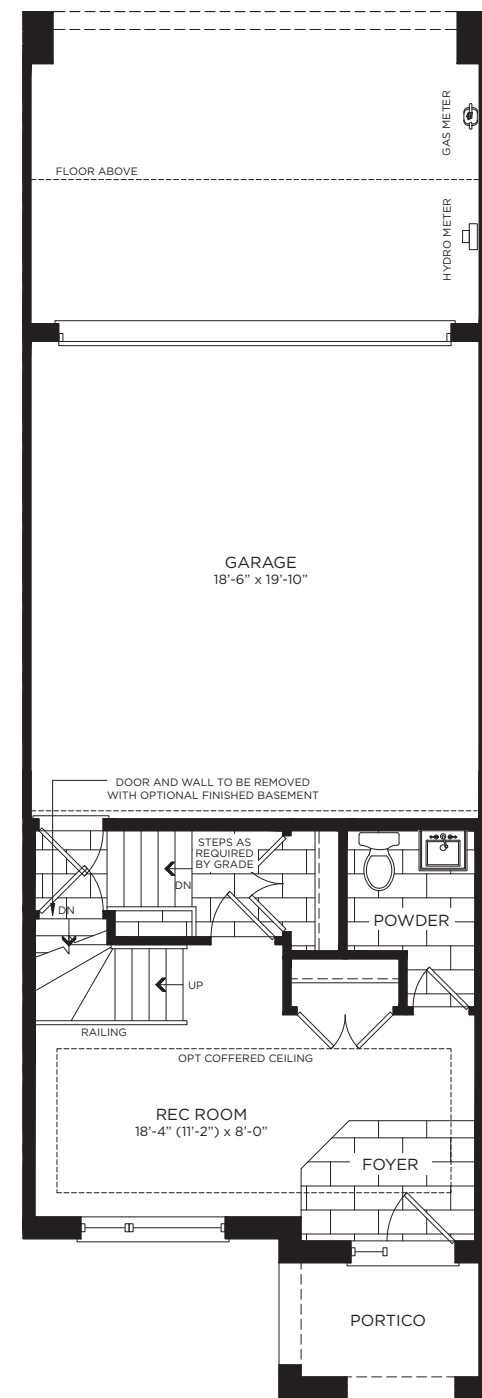 GAS METER
FLOOR ABOVE
HYDRO METER
GARAGE
18’-6” x 19’-10”
DOOR AND WALL TO BE REMOVED
WITH OPTIONAL FINISHED BASEMENT
STEPS AS
REQUIRED
BY GRADE
DN
DN
POWDER
UP
RAILING
OPT COFFERED CEILING
REC ROOM
18’-4” (11’-2”) x 8’-0”
FOYER
PORTICO